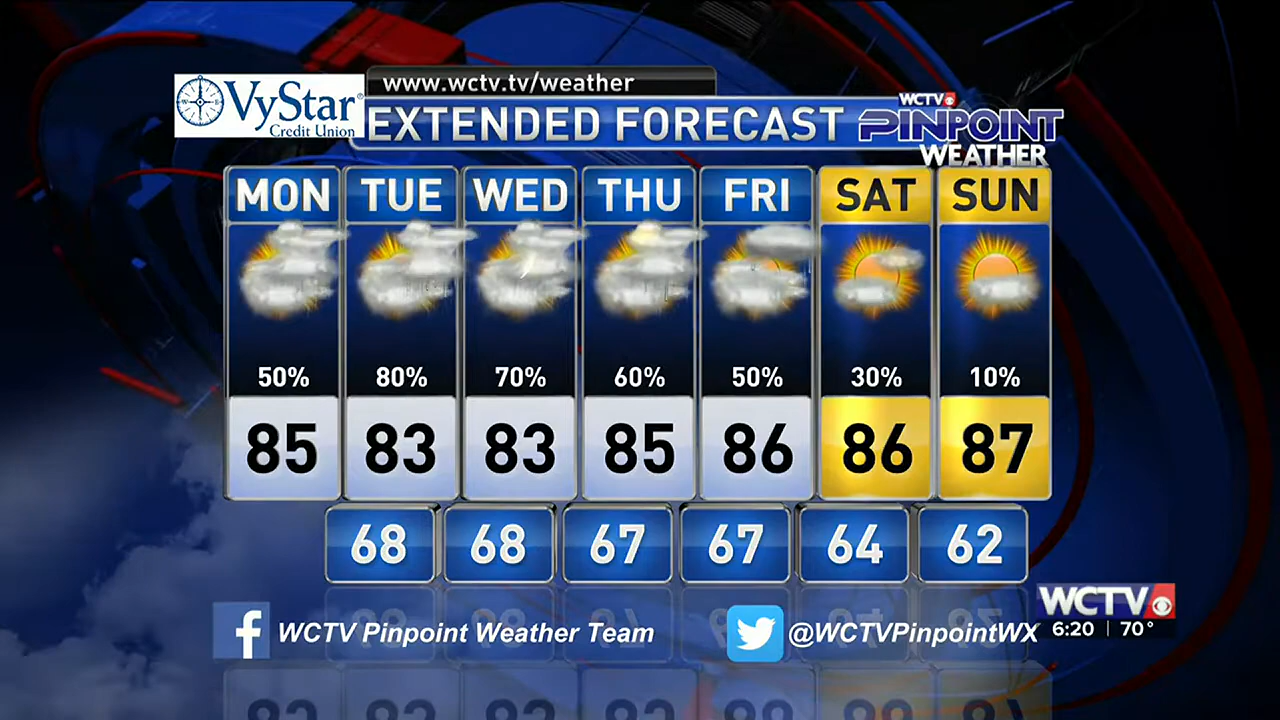 www.wctv.tv/weather
VyStar
Credit Union
EXTENDED FORECAST
WCTV
PINPOINT
WEATHER
MON TUE WED THU FRI SAT SUN
50% 80% 70% 60% 50% 30% 10%
85 83 83 85 86 86 87
68 68 67 67 64 62
WCTV
6:20 | 70°
f WCTV Pinpoint Weather Team
@WCTVPinpointWX